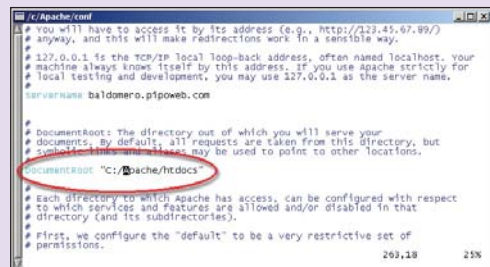 /c/Apache/conf
# You will have to access it by its address (e.g., http://123.45.67.89/)
# anyway, and this will make redirections work in a sensible way.
#
# 127.0.0.1 is the TCP/IP local loop-back address, often named localhost. Your
# machine always knows itself by this address. If you use Apache strictly for
# local testing and development, you may use 127.0.0.1 as the server name.
#
ServerName baldomero.pipoweb.com
#
# DocumentRoot: The directory out of which you will serve your
# documents. By default, all requests are taken from this directory, but
# symbolic links and aliases may be used to point to other locations.
#
DocumentRoot "C:/Apache/htdocs"
#
# Each directory to which Apache has access, can be configured with respect
# to which services and features are allowed and/or disabled in that
# directory (and its subdirectories).
#
# First, we configure the "default" to be a very restrictive set of
# permissions.
263,18 25%